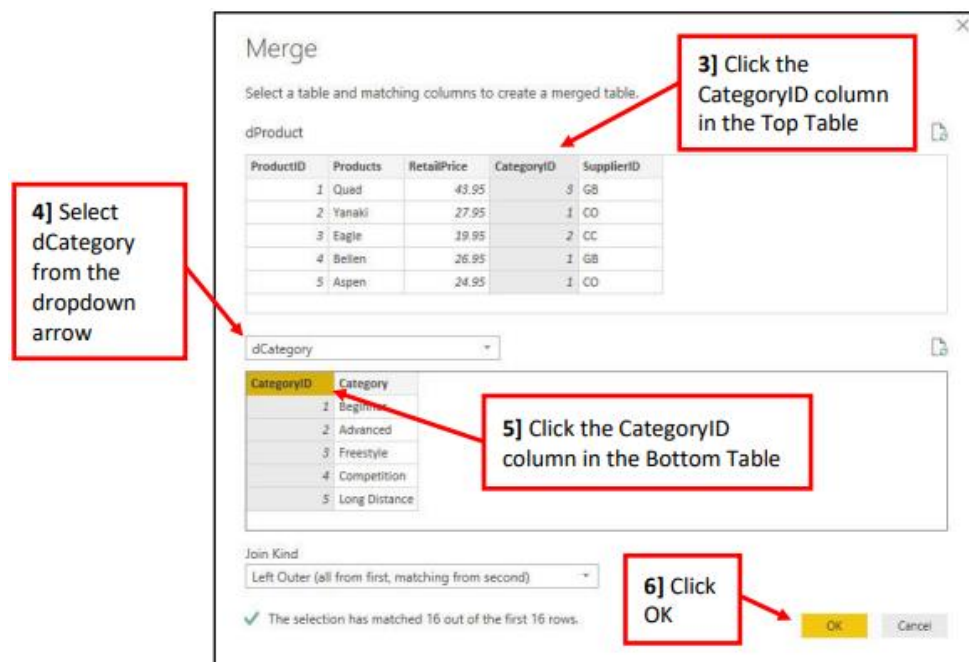 Merge
Select a table and matching columns to create a merged table.
3] Click the
CategoryID column
in the Top Table
dProduct
ProductID Products RetailPrice CategoryID SupplierID
1 Quad 43.95 3 GB
2 Yanaki 27.95 1 CO
3 Eagle 19.95 2 CC
4 Bellen 26.95 1 GB
5 Aspen 24.95 1 CO
4] Select
dCategory
from the
dropdown
arrow
dCategory
CategoryID Category
1 Beginner
2 Advanced
3 Freestyle
4 Competition
5 Long Distance
5] Click the CategoryID
column in the Bottom Table
Join Kind
Left Outer (all from first, matching from second)
The selection has matched 16 out of the first 16 rows.
6] Click
OK
OK Cancel